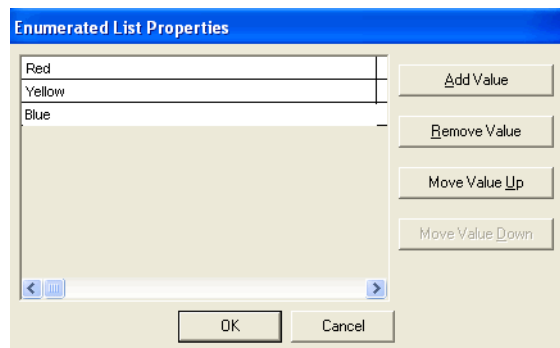 Enumerated List Properties
Red
Yellow
Blue
Add Value
Remove Value
Move Value Up
Move Value Down
OK
Cancel